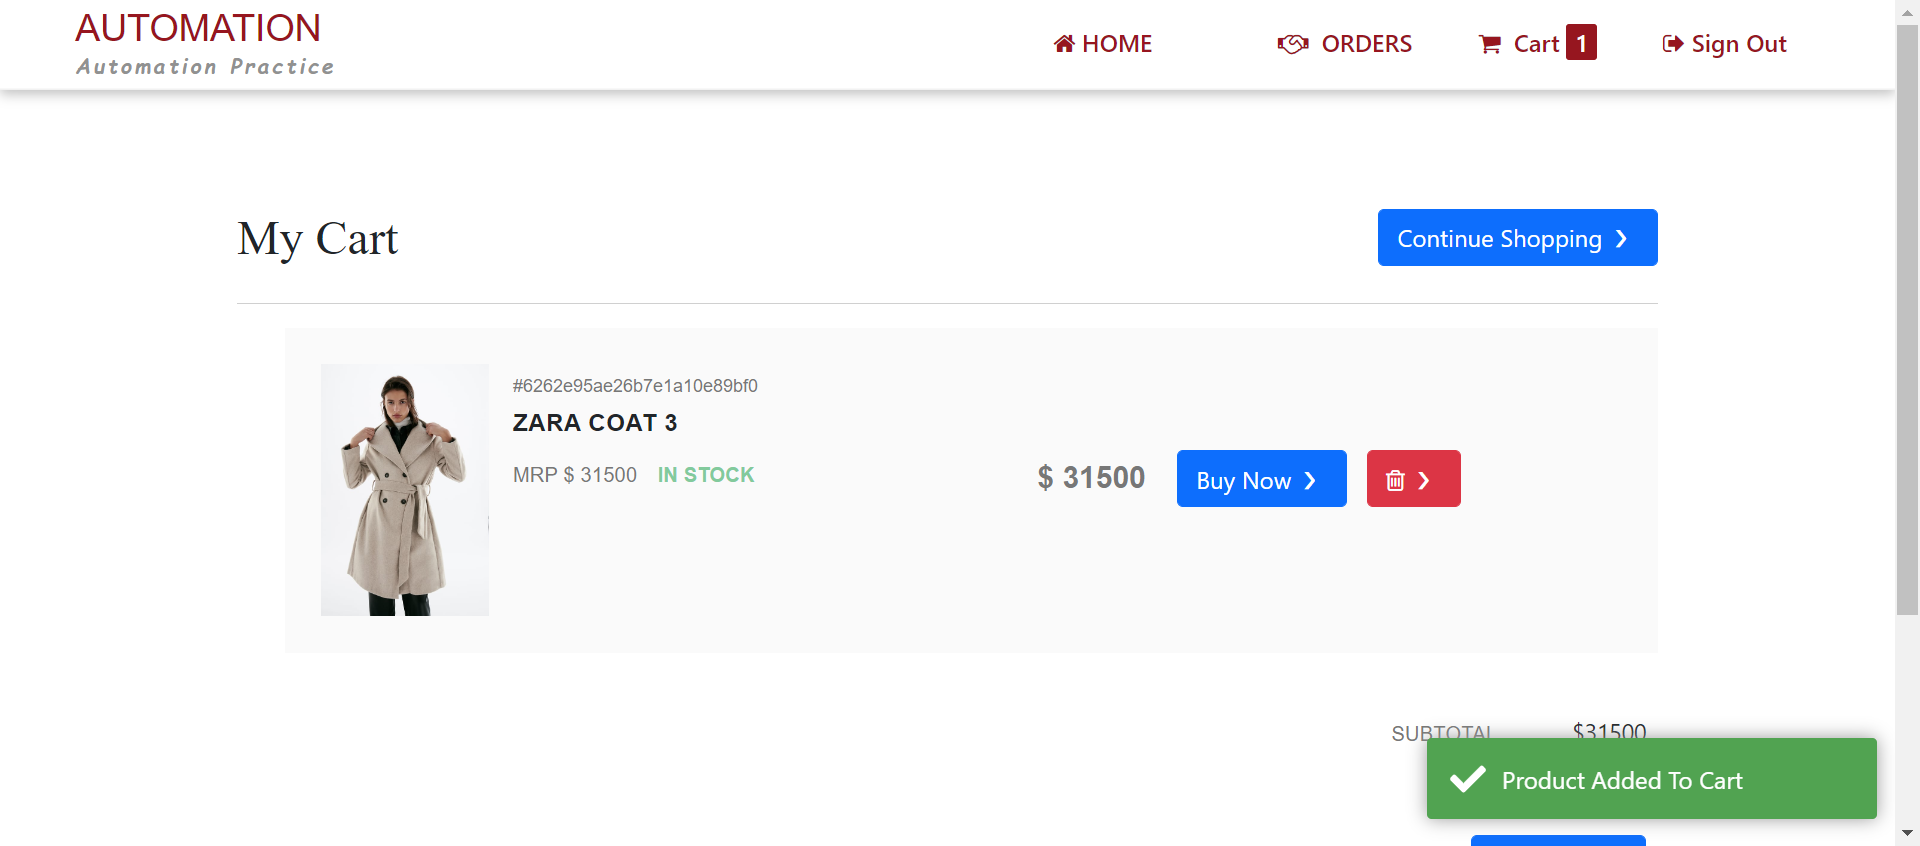 AUTOMATION
Automation Practice
HOME
ORDERS
Cart 1
Sign Out
My Cart
Continue Shopping
#6262e95ae26b7e1a10e89bf0
ZARA COAT 3
MRP $ 31500 IN STOCK
$ 31500
Buy Now
SUBTOTAL $31500
Product Added To Cart